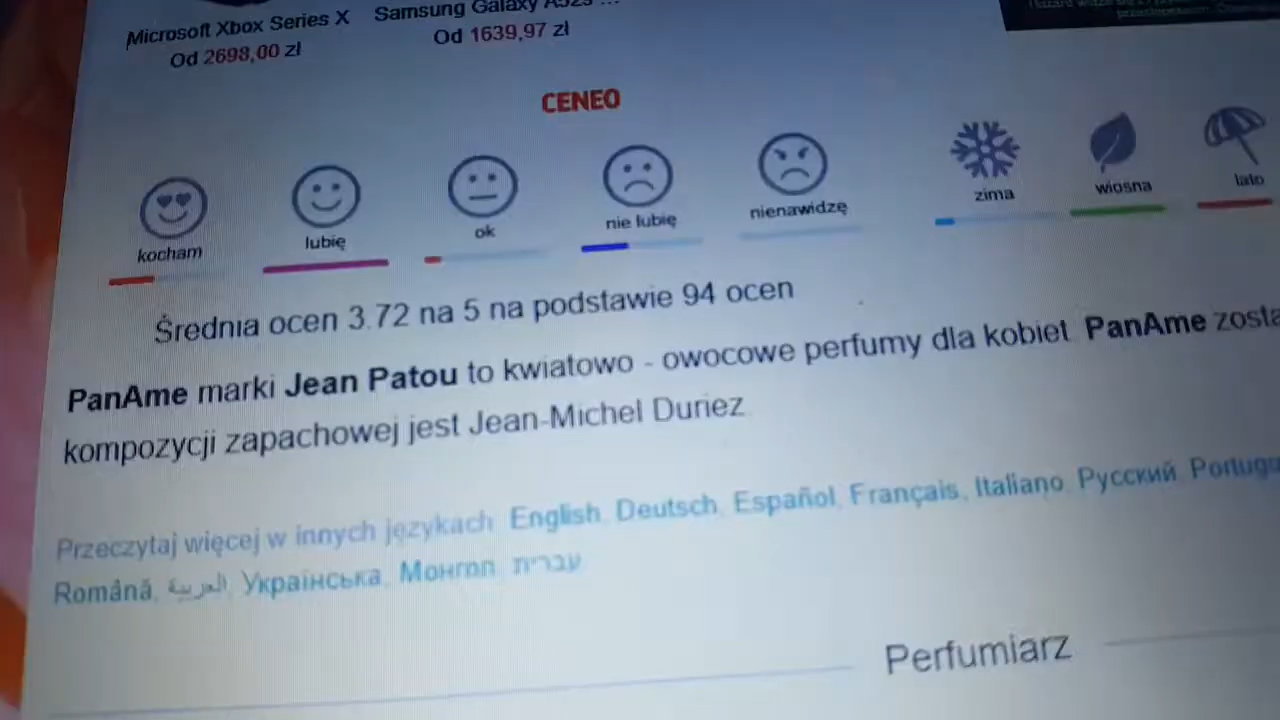 Microsoft Xbox Series X
Samsung Galaxy A52s ...
Od 2698,00 zł
Od 1639,97 zł
CENEO
kocham
lubię
ok
nie lubię
nienawidzę
zima
wiosna
lato
Średnia ocen 3.72 na 5 na podstawie 94 ocen
PanAme marki Jean Patou to kwiatowo - owocowe perfumy dla kobiet. PanAme zosta
kompozycji zapachowej jest Jean-Michel Duriez.
Przeczytaj więcej w innych językach: English, Deutsch, Español, Français, Italiano, Русский, Portugu
Română, العربية, Українська, Монгол, עברית
Perfumiarz